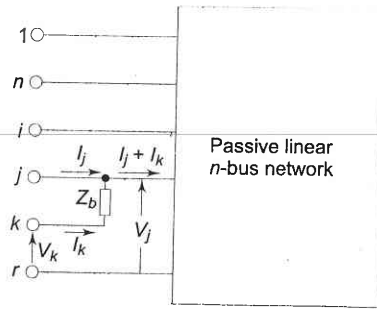 1
n
i
j
I_j
I_j + I_k
Z_b
k
V_k
I_k
V_j
r
Passive linear
n-bus network